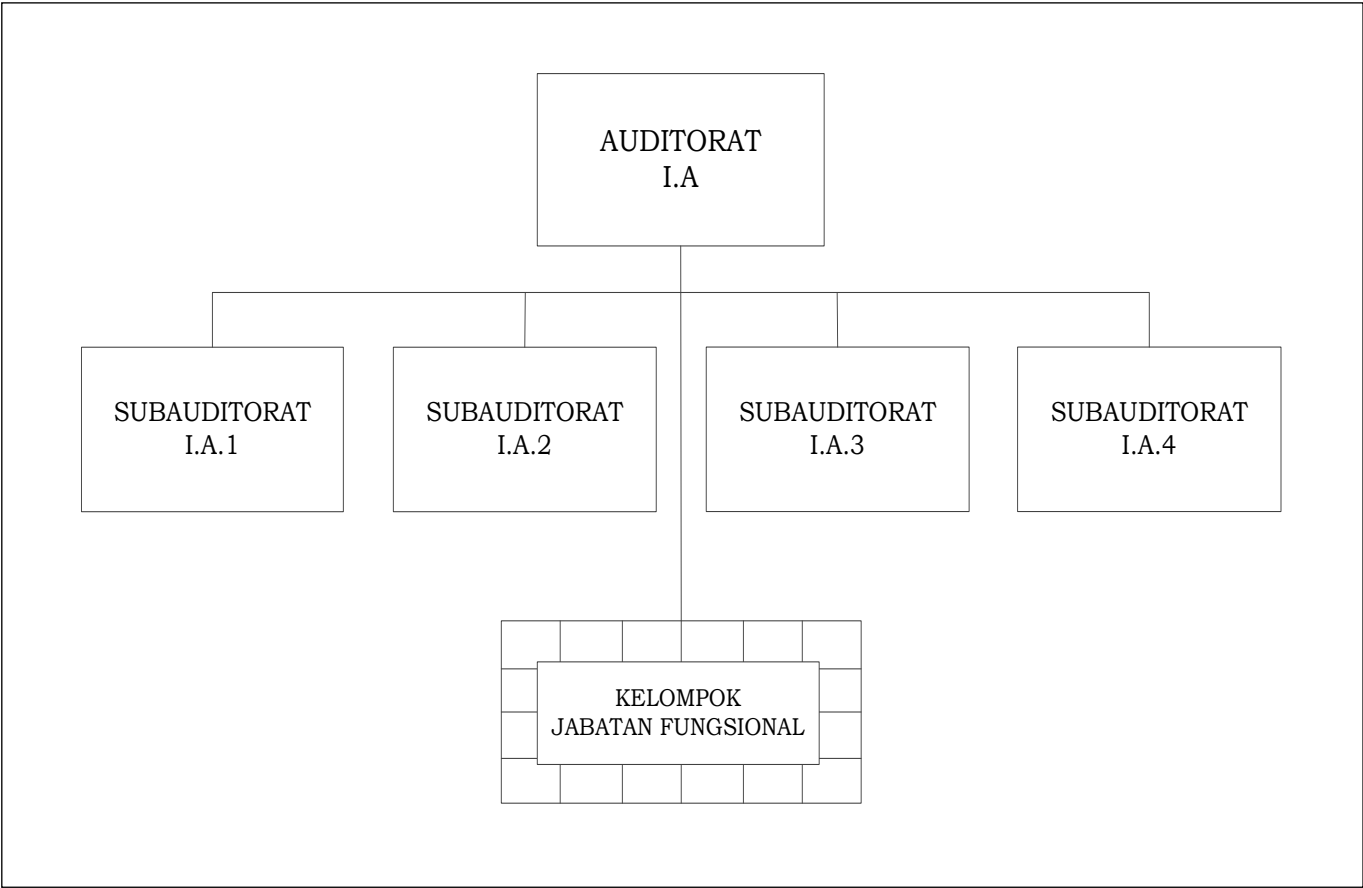 AUDITORAT
I.A
SUBAUDITORAT
I.A.1
SUBAUDITORAT
I.A.2
SUBAUDITORAT
I.A.3
SUBAUDITORAT
I.A.4
KELOMPOK
JABATAN FUNGSIONAL